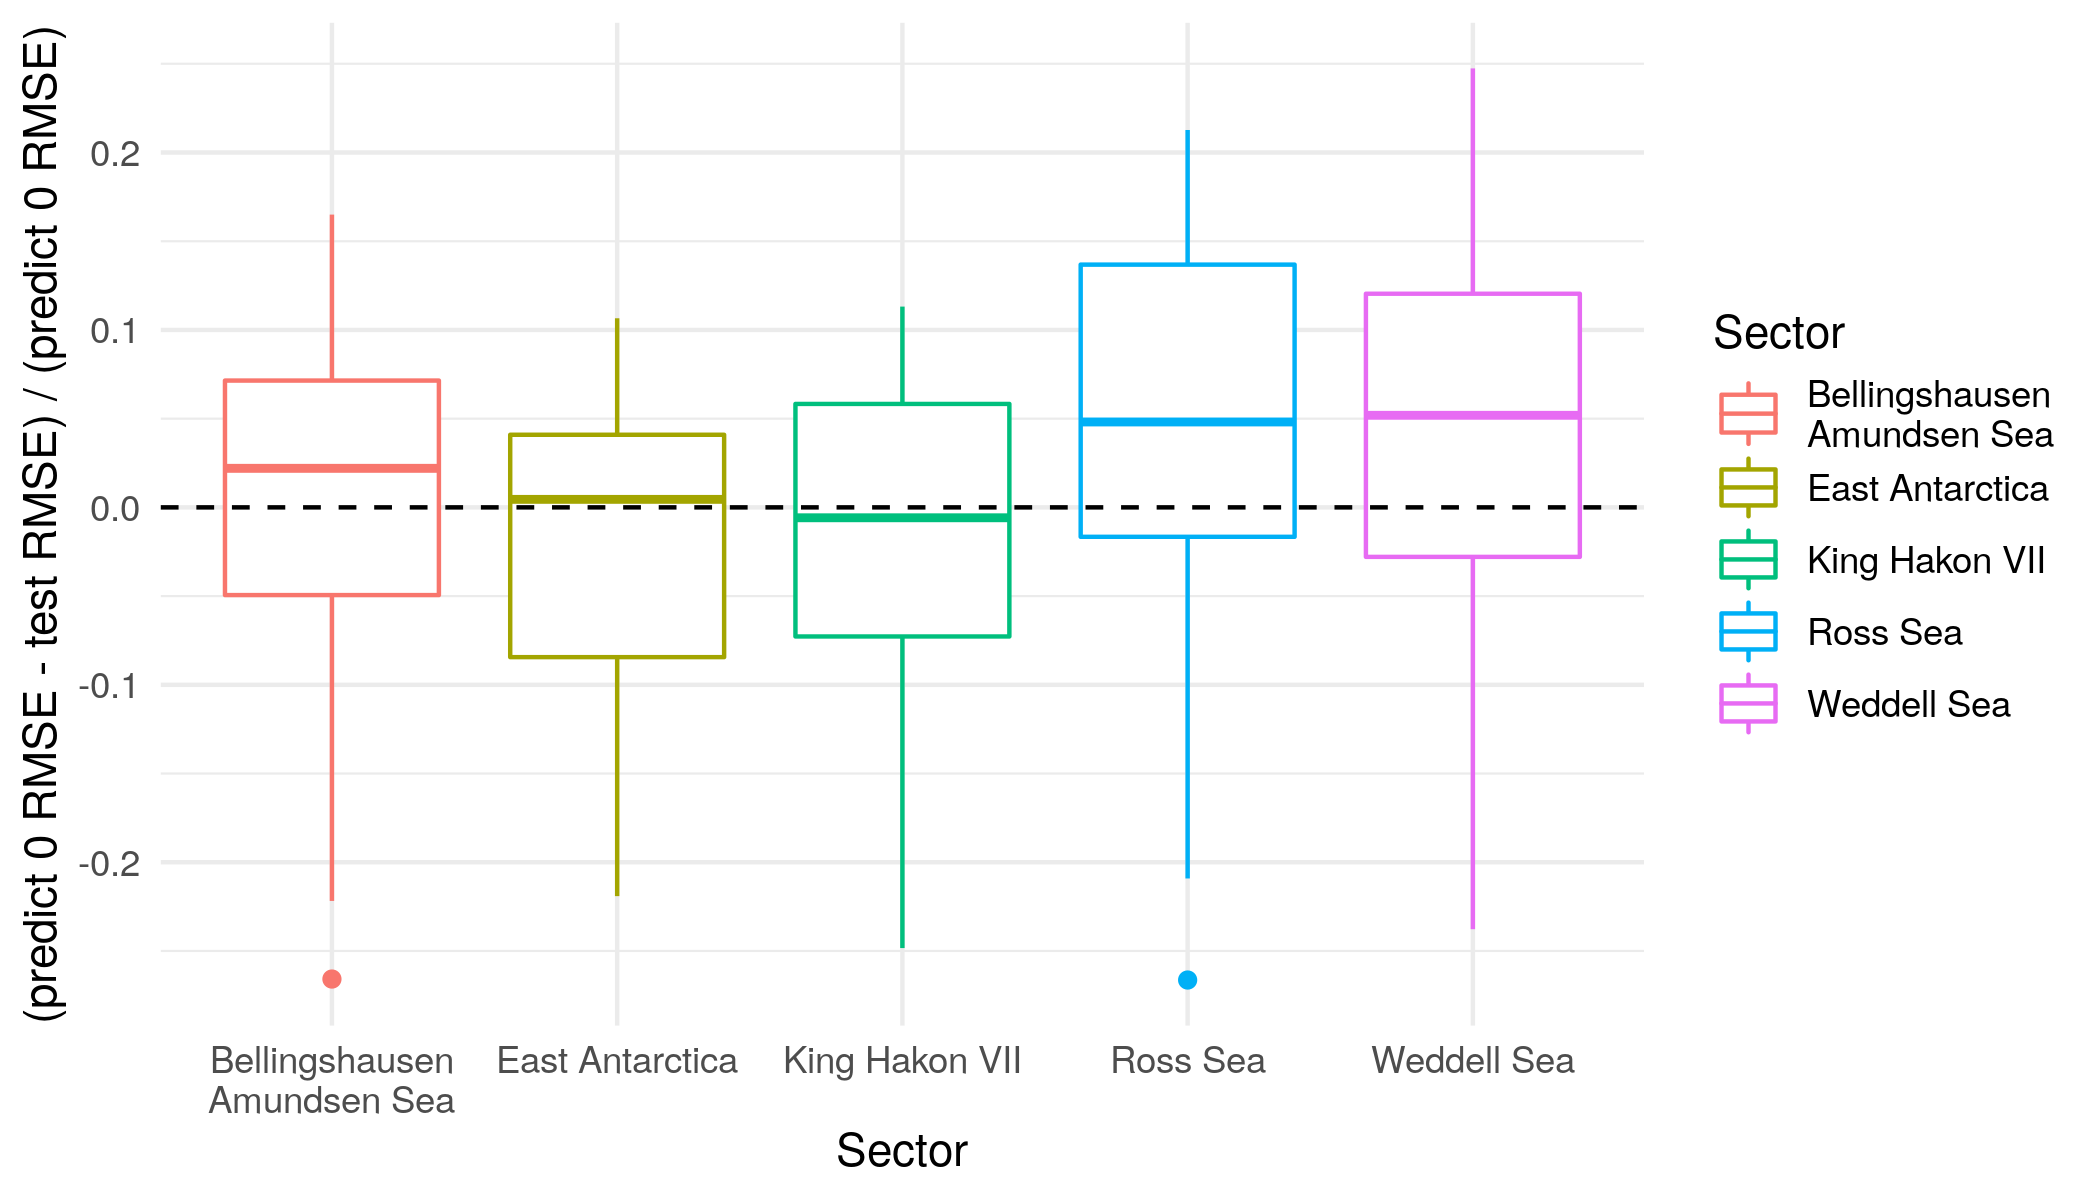 (predict 0 RMSE - test RMSE) / (predict 0 RMSE)
0.2
0.1
0.0
-0.1
-0.2
Bellingshausen
Amundsen Sea
East Antarctica
King Hakon VII
Ross Sea
Weddell Sea
Sector
Sector
Bellingshausen
Amundsen Sea
East Antarctica
King Hakon VII
Ross Sea
Weddell Sea